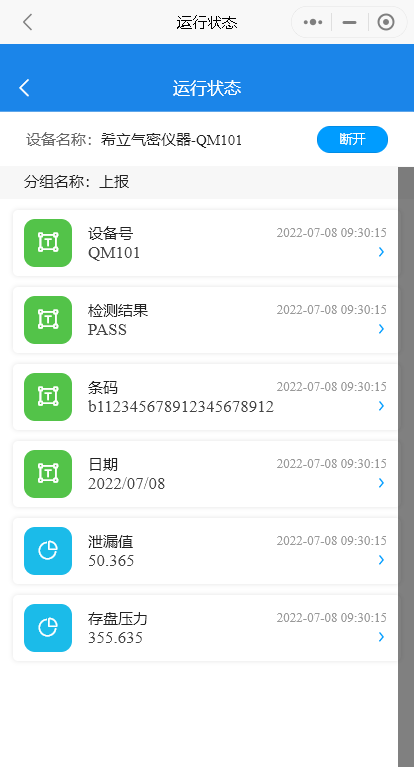 运行状态
运行状态
设备名称：希立气密仪器-QM101 断开
分组名称：上报
设备号 2022-07-08 09:30:15
QM101
检测结果 2022-07-08 09:30:15
PASS
条码 2022-07-08 09:30:15
b112345678912345678912
日期 2022-07-08 09:30:15
2022/07/08
泄漏值 2022-07-08 09:30:15
50.365
存盘压力 2022-07-08 09:30:15
355.635